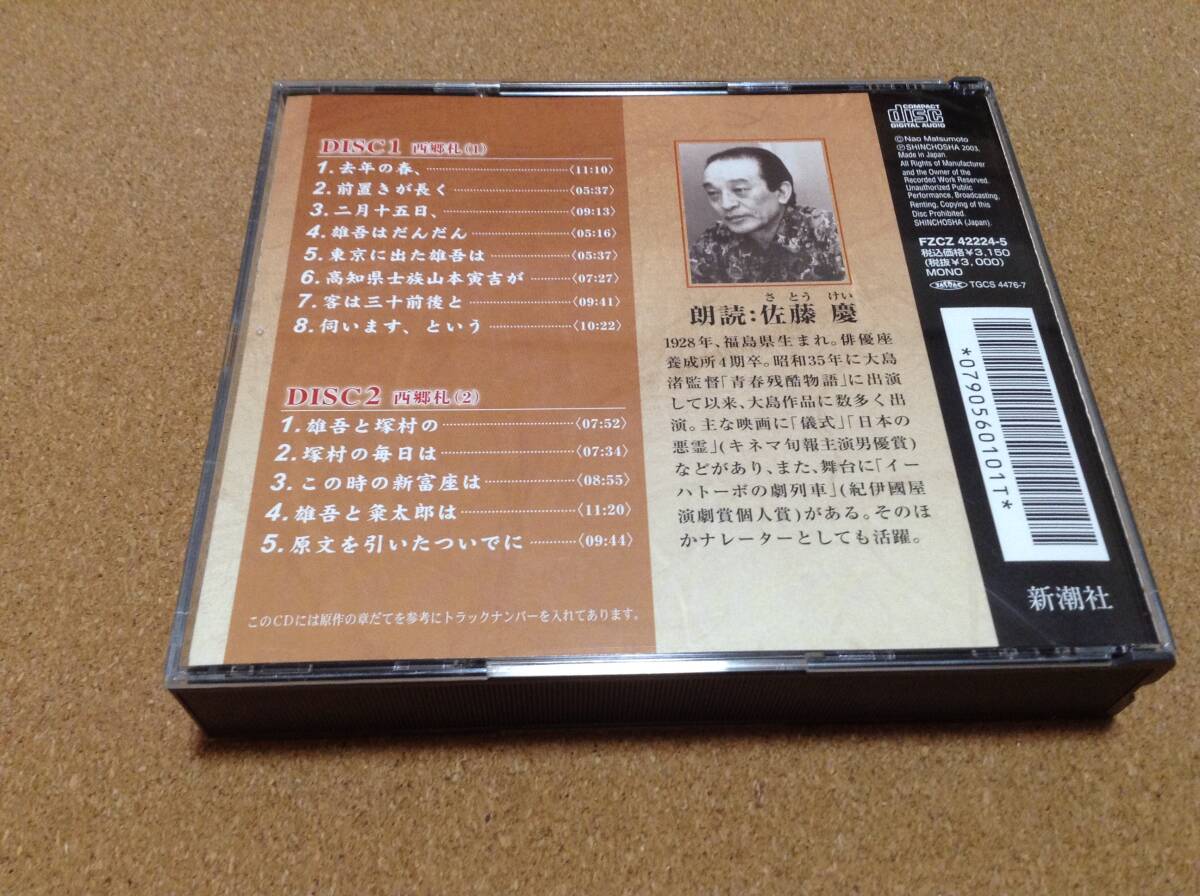 DISC1 西郷札(1)
1. 去年の春、 〈11:10〉
2. 前置きが長く 〈05:37〉
3. 二月十五日、 〈09:13〉
4. 雄吾はだんだん 〈05:16〉
5. 東京に出た雄吾は 〈05:37〉
6. 高知県士族山本寅吉が 〈07:27〉
7. 客は三十前後と 〈09:41〉
8. 伺います、という 〈10:22〉
DISC2 西郷札(2)
1. 雄吾と塚村の 〈07:52〉
2. 塚村の毎日は 〈07:34〉
3. この時の新富座は 〈08:55〉
4. 雄吾と粂太郎は 〈11:20〉
5. 原文を引いたついでに 〈09:44〉
このCDには原作の章だてを参考にトラックナンバーを入れてあります。
さとう けい
朗読:佐藤 慶
1928年、福島県生まれ。俳優座
養成所4期卒。昭和35年に大島
渚監督「青春残酷物語」に出演
して以来、大島作品に数多く出
演。主な映画に「儀式」「日本の
悪霊」(キネマ旬報主演男優賞)
などがあり、また、舞台に「イー
ハトーボの劇列車」(紀伊國屋
演劇賞個人賞)がある。そのほ
かナレーターとしても活躍。
COMPACT
disc
DIGITAL AUDIO
©Nao Matsumoto
℗SHINCHOSHA 2003,
Made in Japan.
All Rights of Manufacturer
and the Owner of the
Recorded Work Reserved.
Unauthorized Public
Performance, Broadcasting,
Renting, Copying of this
Disc Prohibited.
SHINCHOSHA (Japan).
FZCZ 42224-5
税込価格¥3,150
(税抜¥3,000)
MONO
TGCS 4476-7
*0790560101T*
新潮社